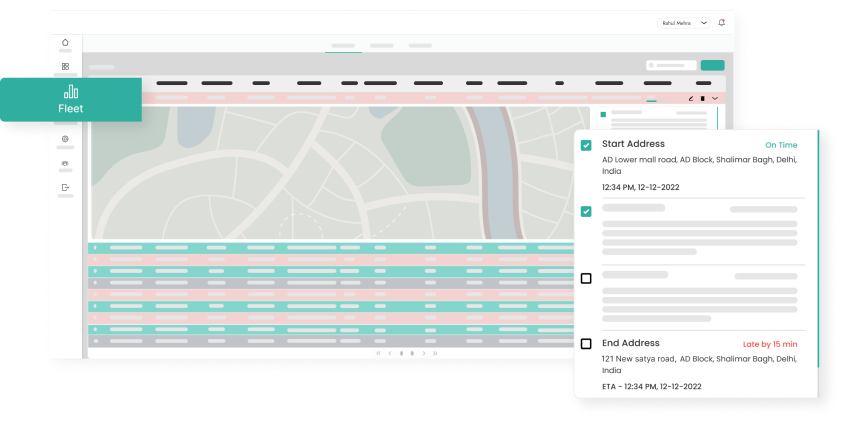 Rahul Mehra
Fleet
Start Address
On Time
AD Lower mall road, AD Block, Shalimar Bagh, Delhi,
India
12:34 PM, 12-12-2022
End Address
Late by 15 min
121 New satya road, AD Block, Shalimar Bagh, Delhi,
India
ETA - 12:34 PM, 12-12-2022